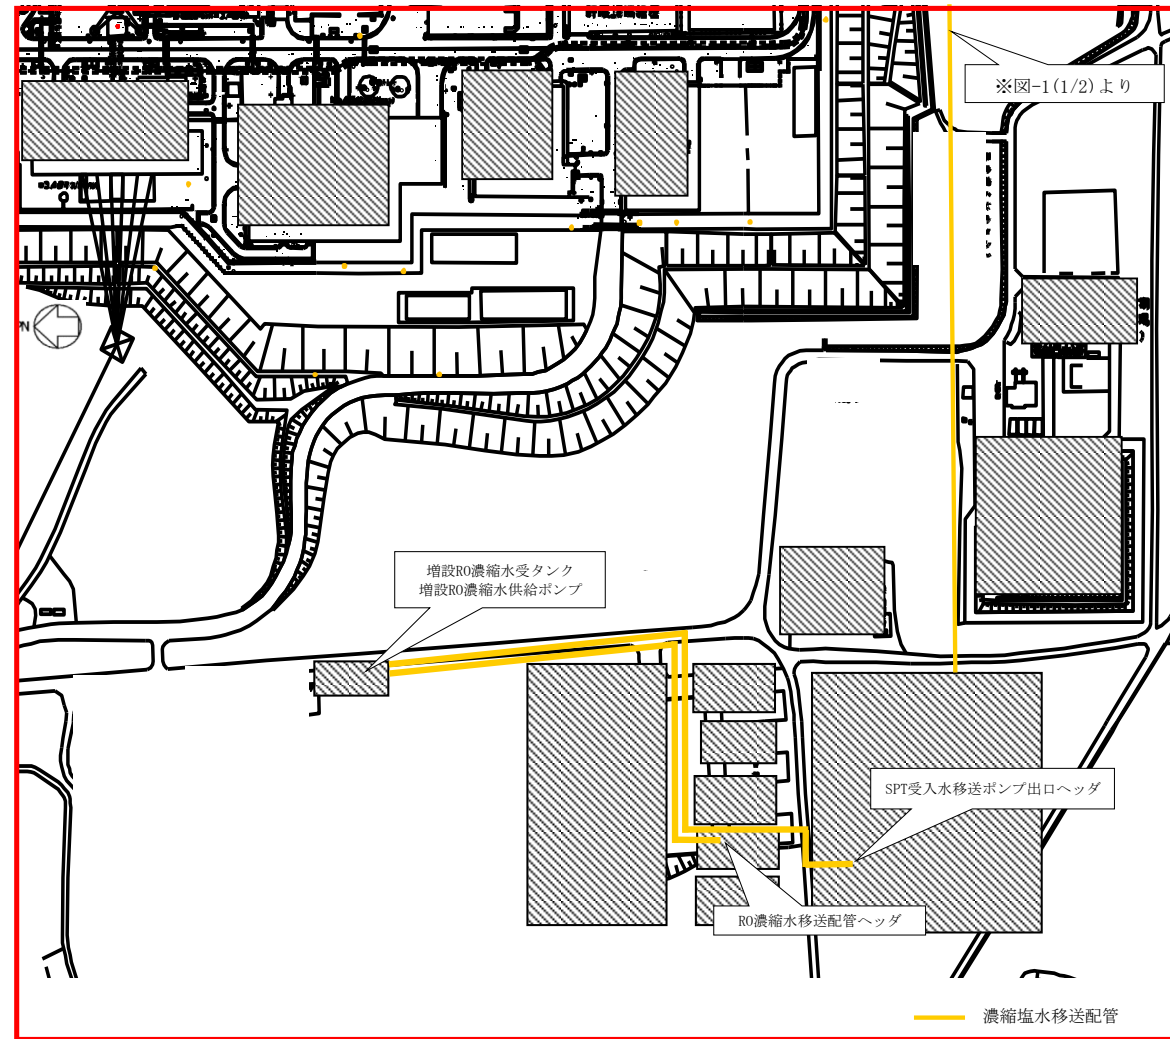 ※図-1(1/2)より
増設RO濃縮水受タンク
増設RO濃縮水供給ポンプ
SPT受入水移送ポンプ出口ヘッダ
RO濃縮水移送配管ヘッダ
濃縮塩水移送配管